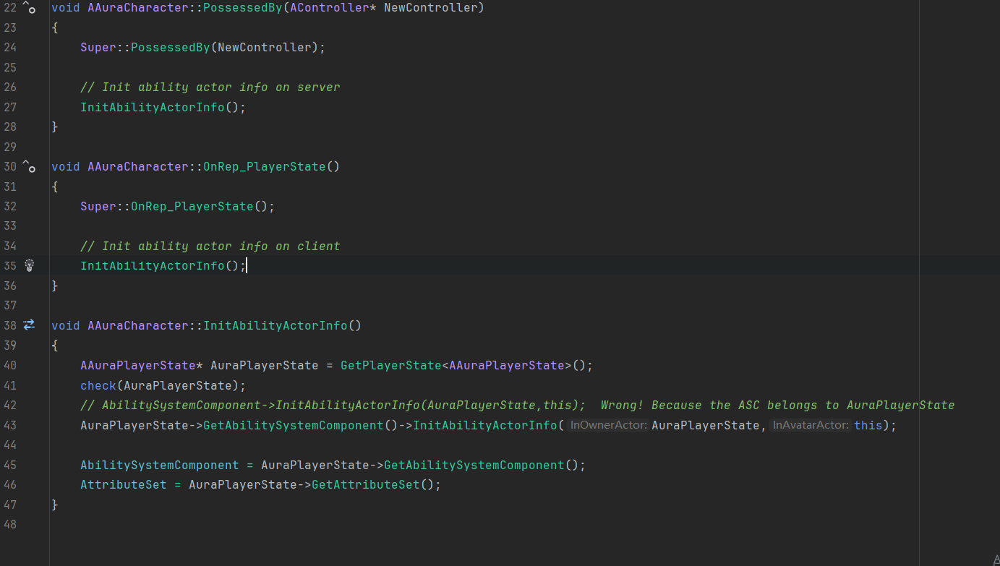 22 void AAuraCharacter::PossessedBy(AController* NewController)
23 {
24     Super::PossessedBy(NewController);
25
26     // Init ability actor info on server
27     InitAbilityActorInfo();
28 }
29
30 void AAuraCharacter::OnRep_PlayerState()
31 {
32     Super::OnRep_PlayerState();
33
34     // Init ability actor info on client
35     InitAbilityActorInfo();
36 }
37
38 void AAuraCharacter::InitAbilityActorInfo()
39 {
40     AAuraPlayerState* AuraPlayerState = GetPlayerState<AAuraPlayerState>();
41     check(AuraPlayerState);
42     // AbilitySystemComponent->InitAbilityActorInfo(AuraPlayerState,this);  Wrong! Because the ASC belongs to AuraPlayerState
43     AuraPlayerState->GetAbilitySystemComponent()->InitAbilityActorInfo( InOwnerActor: AuraPlayerState, InAvatarActor: this);
44
45     AbilitySystemComponent = AuraPlayerState->GetAbilitySystemComponent();
46     AttributeSet = AuraPlayerState->GetAttributeSet();
47 }
48